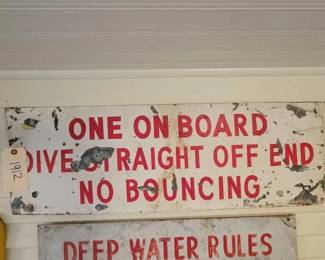 ONE ON BOARD
DIVE STRAIGHT OFF END
NO BOUNCING
1912
DEEP WATER RULES